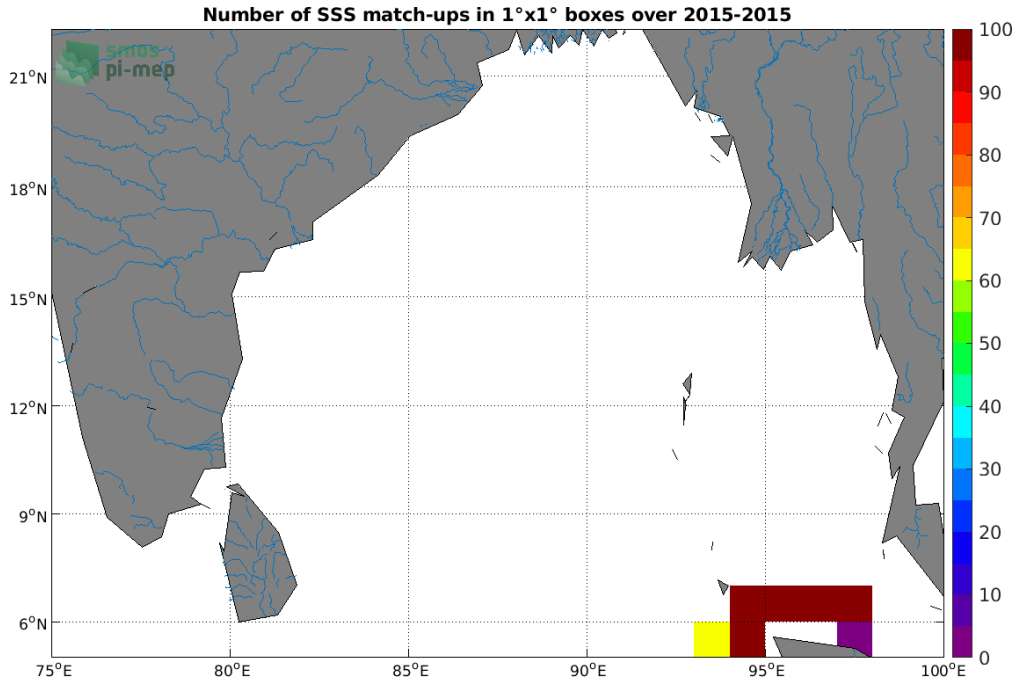 Number of SSS match-ups in 1°x1° boxes over 2015-2015
smos
pi-mep
21°N
18°N
15°N
12°N
9°N
6°N
75°E
80°E
85°E
90°E
95°E
100°E
100
90
80
70
60
50
40
30
20
10
0